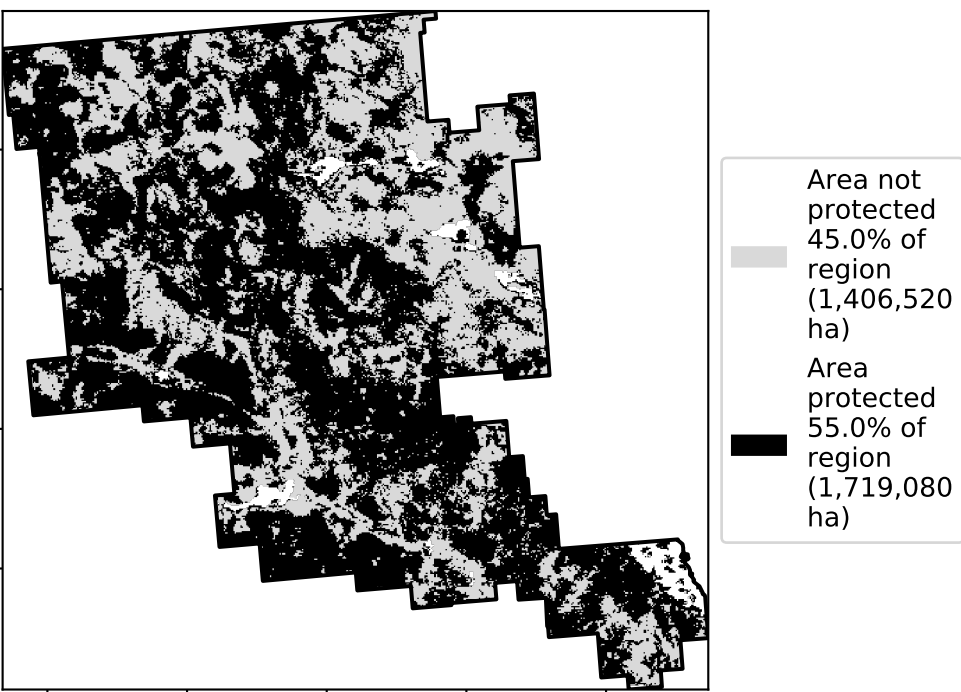 Area not
protected
45.0% of
region
(1,406,520
ha)
Area
protected
55.0% of
region
(1,719,080
ha)